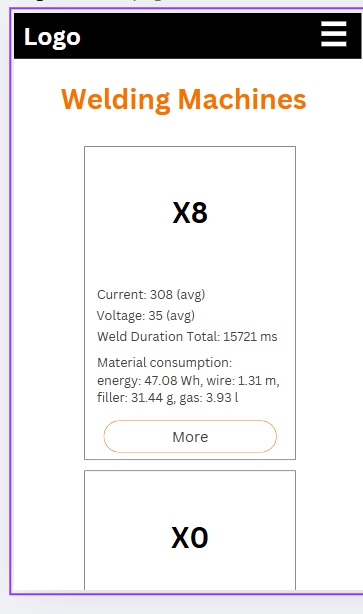 Logo
Welding Machines
X8
Current: 308 (avg)
Voltage: 35 (avg)
Weld Duration Total: 15721 ms
Material consumption:
energy: 47.08 Wh, wire: 1.31 m,
filler: 31.44 g, gas: 3.93 l
More
X0